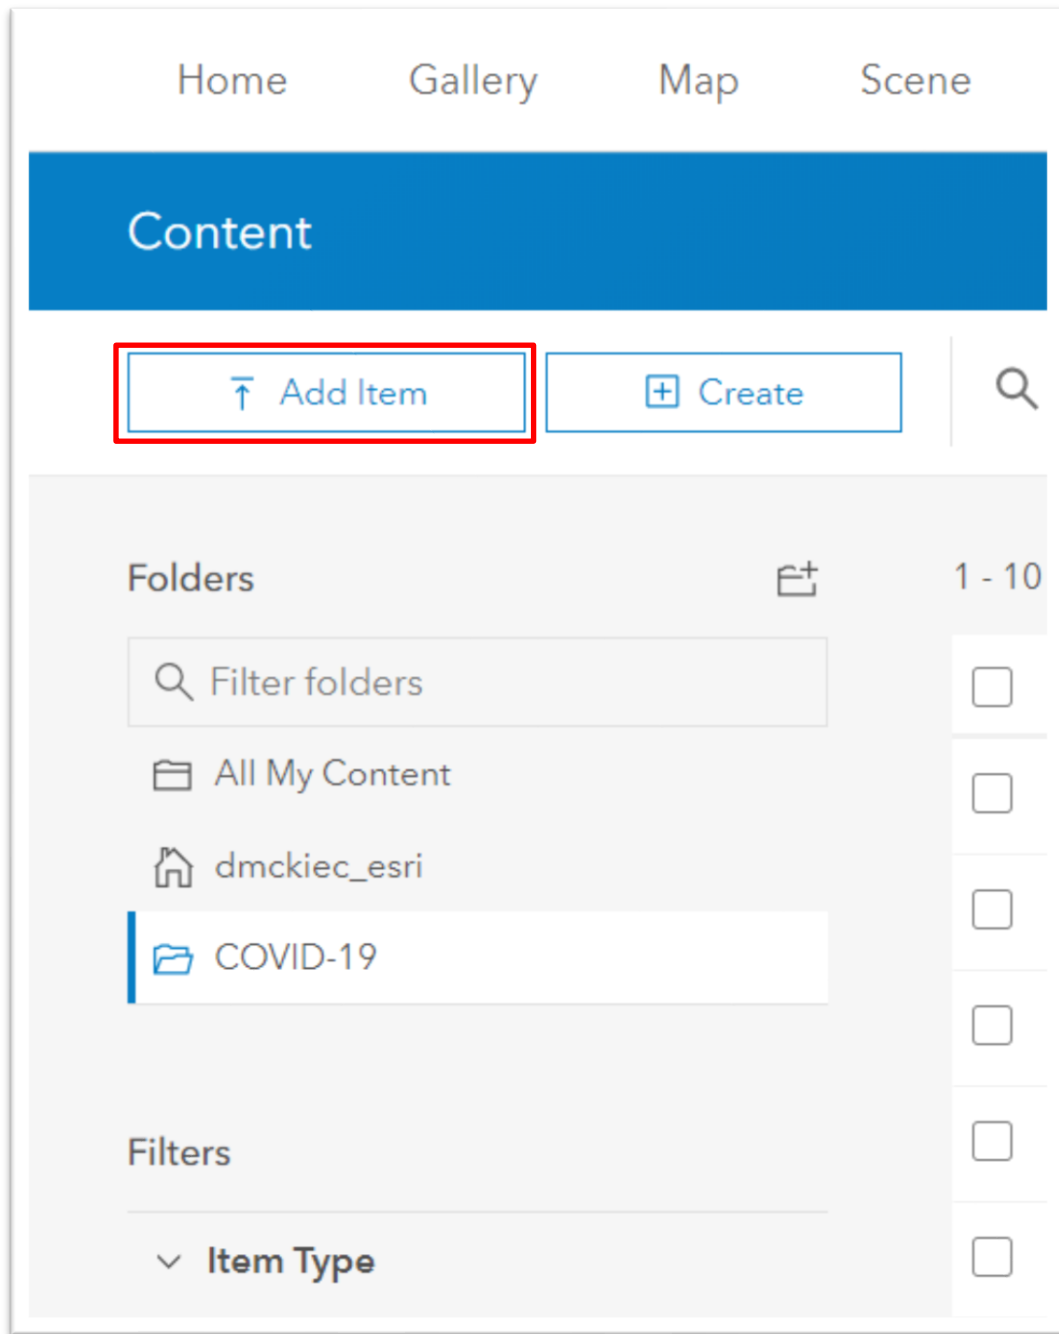 Home Gallery Map Scene
Content
Add Item Create
Folders 1 - 10
Filter folders
All My Content
dmckiec_esri
COVID-19
Filters
Item Type